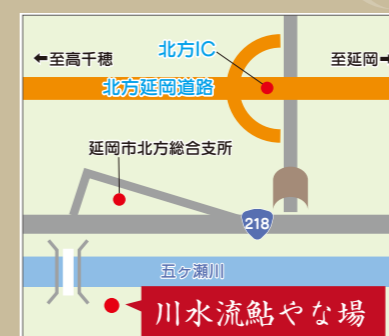 北方IC
←至高千穂
至延岡→
北方延岡道路
延岡市北方総合支所
218
五ヶ瀬川
川水流鮎やな場